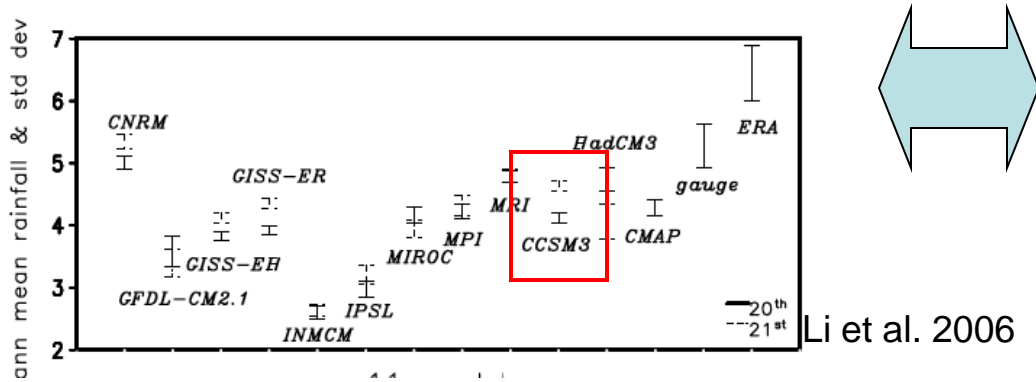 ann mean rainfall & std dev
7
6
5
4
3
2
CNRM
GFDL-CM2.1
GISS-EH
GISS-ER
INMCM
IPSL
MIROC
MPI
MRI
CCSM3
HadCM3
CMAP
gauge
ERA
20th
21st
Li et al. 2006